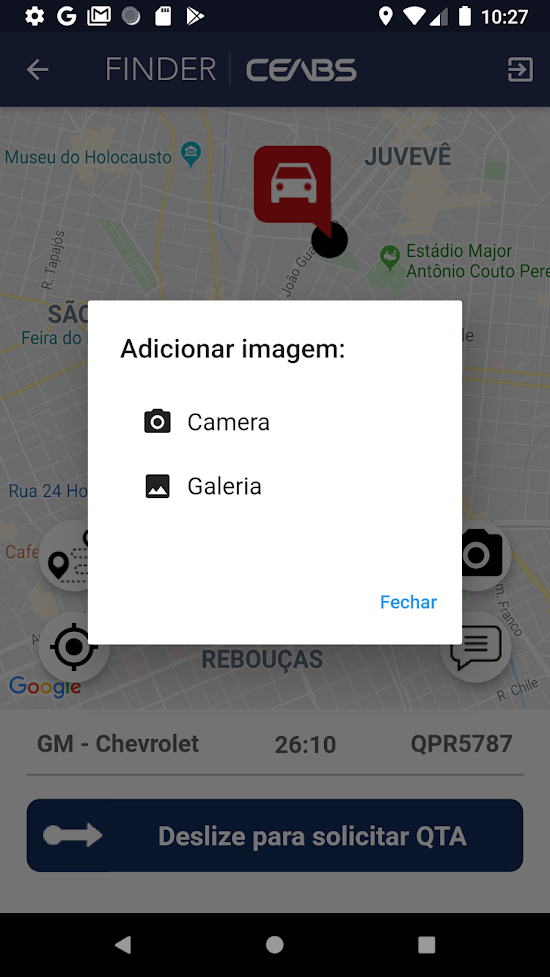 10:27
FINDER | CEABS
Museu do Holocausto
JUVEVÊ
R. Tapajós
João Gua
Estádio Major
Antônio Couto Pere
SÃO
Feira do
Adicionar imagem:
Camera
Galeria
Rua 24 Ho
Cafe
Fechar
m. Franco
REBOUÇAS
Google
R. Chile
GM - Chevrolet 26:10 QPR5787
Deslize para solicitar QTA